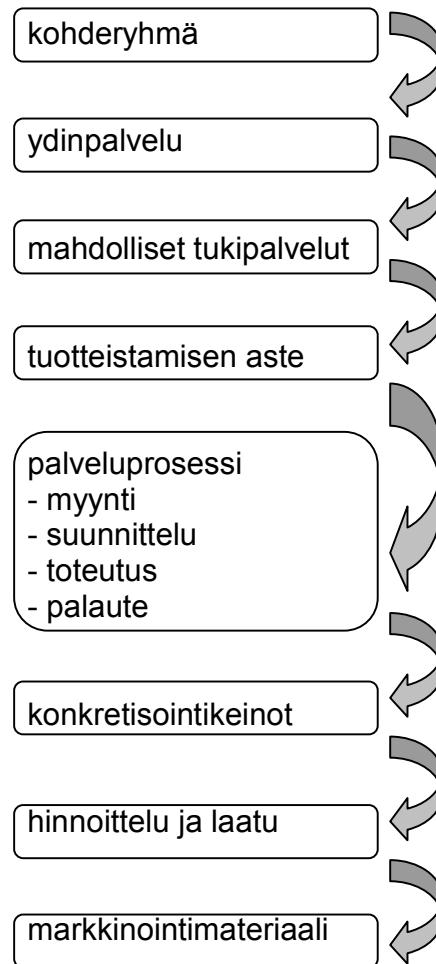 kohderyhmä
ydinpalvelu
mahdolliset tukipalvelut
tuotteistamisen aste
palveluprosessi
- myynti
- suunnittelu
- toteutus
- palaute
konkretisointikeinot
hinnoittelu ja laatu
markkinointimateriaali